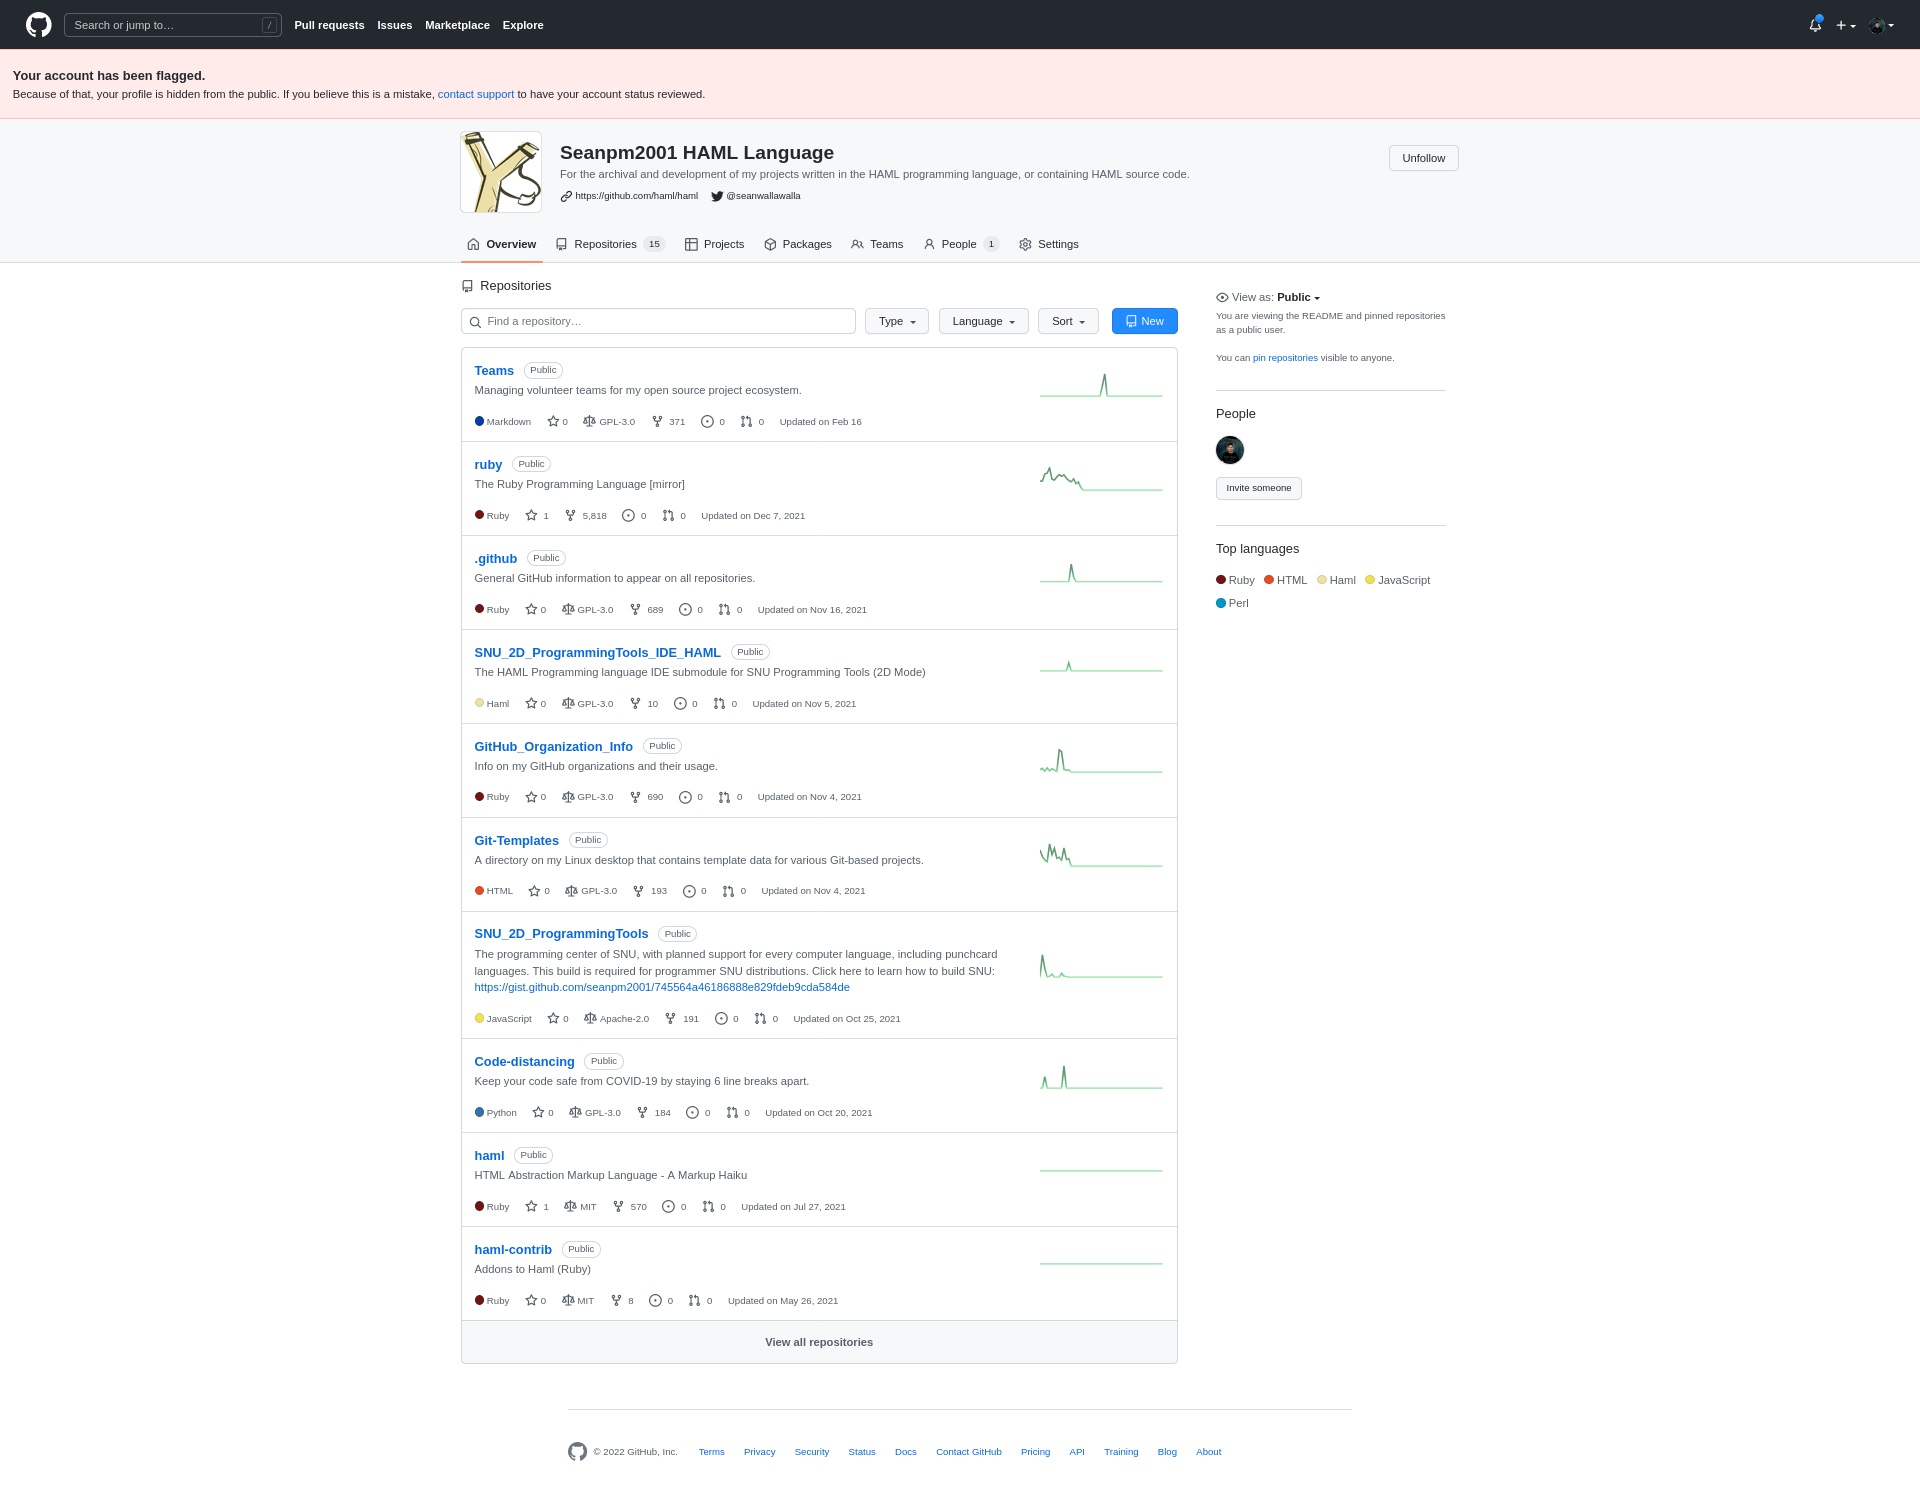 Search or jump to… /
Pull requests Issues Marketplace Explore
Your account has been flagged.
Because of that, your profile is hidden from the public. If you believe this is a mistake, contact support to have your account status reviewed.
Seanpm2001 HAML Language
For the archival and development of my projects written in the HAML programming language, or containing HAML source code.
https://github.com/haml/haml @seanwallawalla
Unfollow
Overview Repositories 15 Projects Packages Teams People 1 Settings
Repositories
Find a repository…
Type Language Sort New
Teams Public
Managing volunteer teams for my open source project ecosystem.
Markdown 0 GPL-3.0 371 0 0 Updated on Feb 16
ruby Public
The Ruby Programming Language [mirror]
Ruby 1 5,818 0 0 Updated on Dec 7, 2021
.github Public
General GitHub information to appear on all repositories.
Ruby 0 GPL-3.0 689 0 0 Updated on Nov 16, 2021
SNU_2D_ProgrammingTools_IDE_HAML Public
The HAML Programming language IDE submodule for SNU Programming Tools (2D Mode)
Haml 0 GPL-3.0 10 0 0 Updated on Nov 5, 2021
GitHub_Organization_Info Public
Info on my GitHub organizations and their usage.
Ruby 0 GPL-3.0 690 0 0 Updated on Nov 4, 2021
Git-Templates Public
A directory on my Linux desktop that contains template data for various Git-based projects.
HTML 0 GPL-3.0 193 0 0 Updated on Nov 4, 2021
SNU_2D_ProgrammingTools Public
The programming center of SNU, with planned support for every computer language, including punchcard
languages. This build is required for programmer SNU distributions. Click here to learn how to build SNU:
https://gist.github.com/seanpm2001/745564a46186888e829fdeb9cda584de
JavaScript 0 Apache-2.0 191 0 0 Updated on Oct 25, 2021
Code-distancing Public
Keep your code safe from COVID-19 by staying 6 line breaks apart.
Python 0 GPL-3.0 184 0 0 Updated on Oct 20, 2021
haml Public
HTML Abstraction Markup Language - A Markup Haiku
Ruby 1 MIT 570 0 0 Updated on Jul 27, 2021
haml-contrib Public
Addons to Haml (Ruby)
Ruby 0 MIT 8 0 0 Updated on May 26, 2021
View all repositories
View as: Public
You are viewing the README and pinned repositories
as a public user.
You can pin repositories visible to anyone.
People
Invite someone
Top languages
Ruby HTML Haml JavaScript
Perl
© 2022 GitHub, Inc. Terms Privacy Security Status Docs Contact GitHub Pricing API Training Blog About